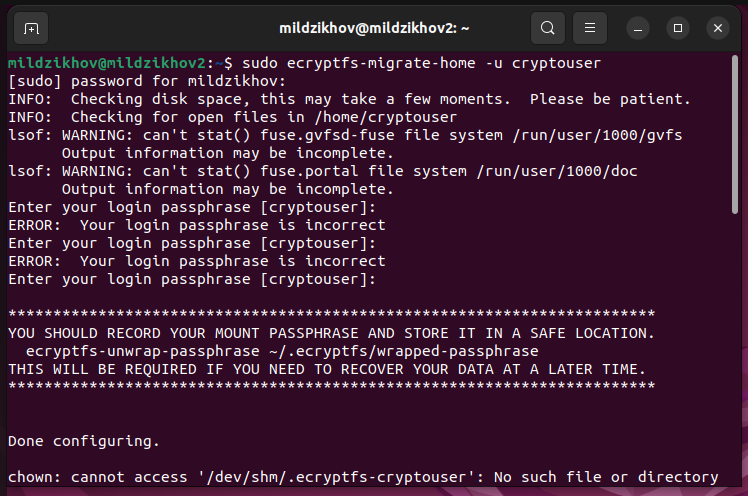 mildzikhov@mildzikhov2: ~
mildzikhov@mildzikhov2:~$ sudo ecryptfs-migrate-home -u cryptouser
[sudo] password for mildzikhov:
INFO:  Checking disk space, this may take a few moments.  Please be patient.
INFO:  Checking for open files in /home/cryptouser
lsof: WARNING: can't stat() fuse.gvfsd-fuse file system /run/user/1000/gvfs
      Output information may be incomplete.
lsof: WARNING: can't stat() fuse.portal file system /run/user/1000/doc
      Output information may be incomplete.
Enter your login passphrase [cryptouser]:
ERROR:  Your login passphrase is incorrect
Enter your login passphrase [cryptouser]:
ERROR:  Your login passphrase is incorrect
Enter your login passphrase [cryptouser]:
************************************************************************
YOU SHOULD RECORD YOUR MOUNT PASSPHRASE AND STORE IT IN A SAFE LOCATION.
  ecryptfs-unwrap-passphrase ~/.ecryptfs/wrapped-passphrase
THIS WILL BE REQUIRED IF YOU NEED TO RECOVER YOUR DATA AT A LATER TIME.
************************************************************************
Done configuring.
chown: cannot access '/dev/shm/.ecryptfs-cryptouser': No such file or directory